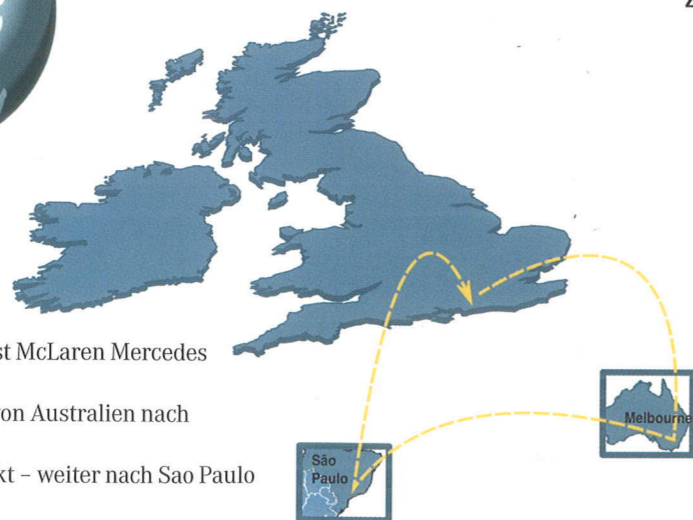 st McLaren Mercedes
on Australien nach
kt – weiter nach Sao Paulo
São
Paulo
Melbourne